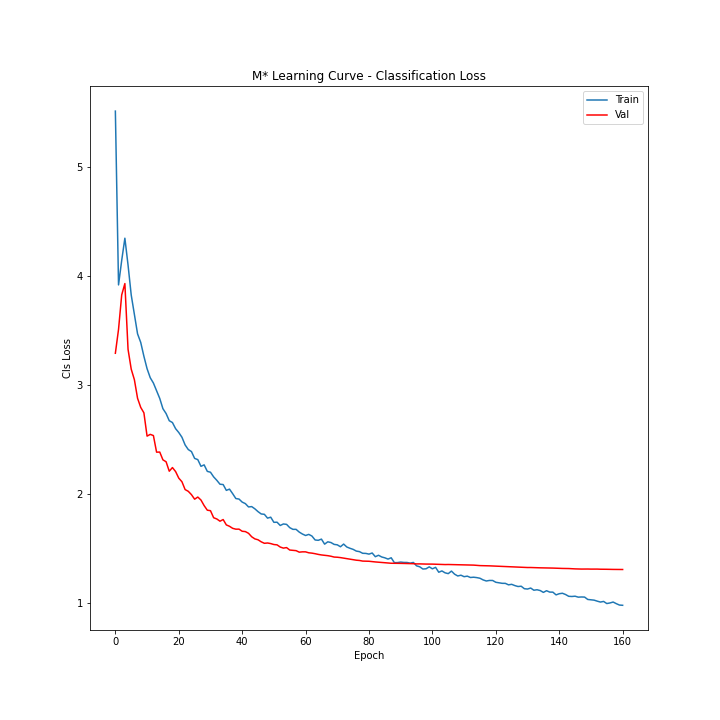 M* Learning Curve - Classification Loss
Train
Val
5
4
3
2
1
Cls Loss
0 20 40 60 80 100 120 140 160
Epoch